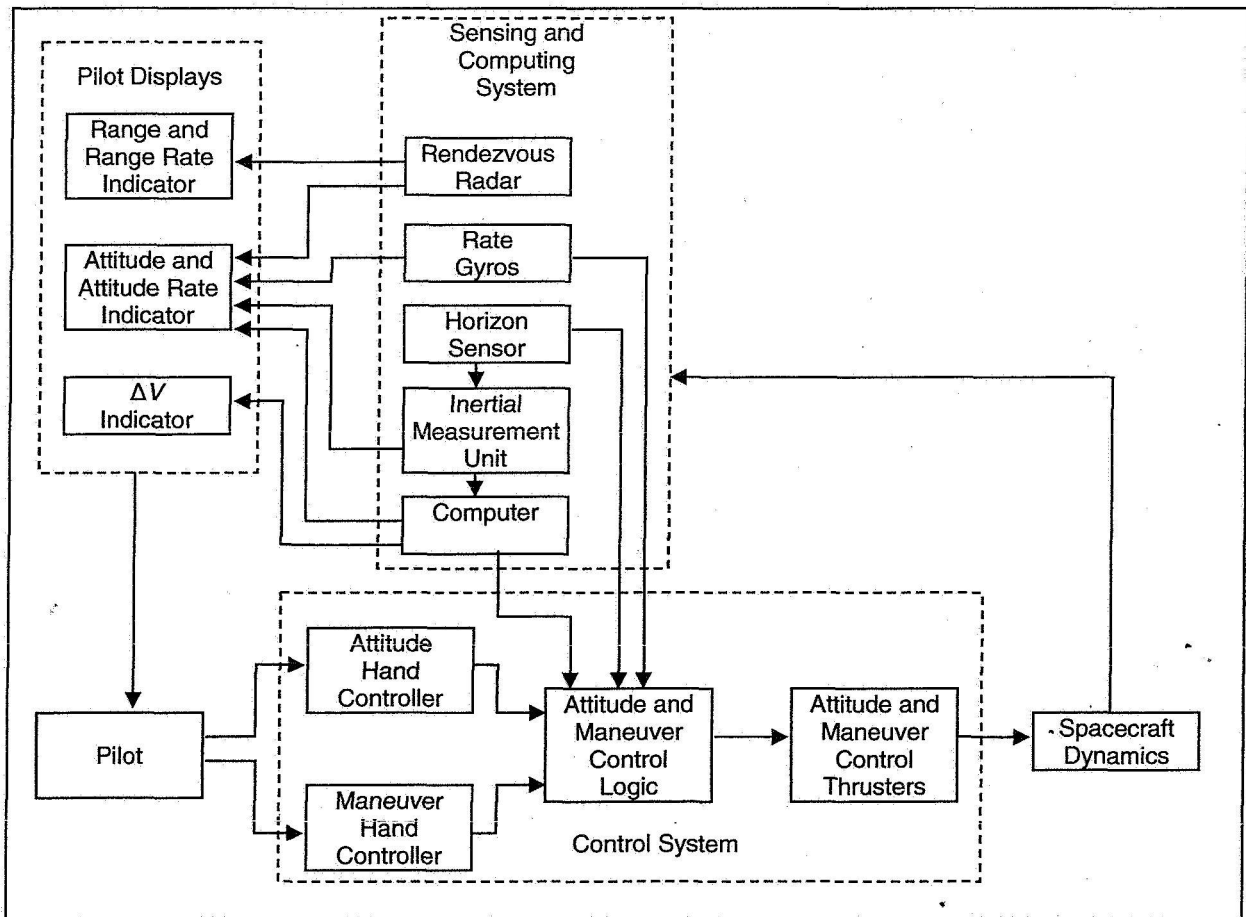 Sensing and
Computing
System
Pilot Displays
Range and
Range Rate
Indicator
Rendezvous
Radar
Attitude and
Attitude Rate
Indicator
Rate
Gyros
Horizon
Sensor
ΔV
Indicator
Inertial
Measurement
Unit
Computer
Attitude
Hand
Controller
Pilot
Attitude and
Maneuver
Control
Logic
Attitude and
Maneuver
Control
Thrusters
Spacecraft
Dynamics
Maneuver
Hand
Controller
Control System